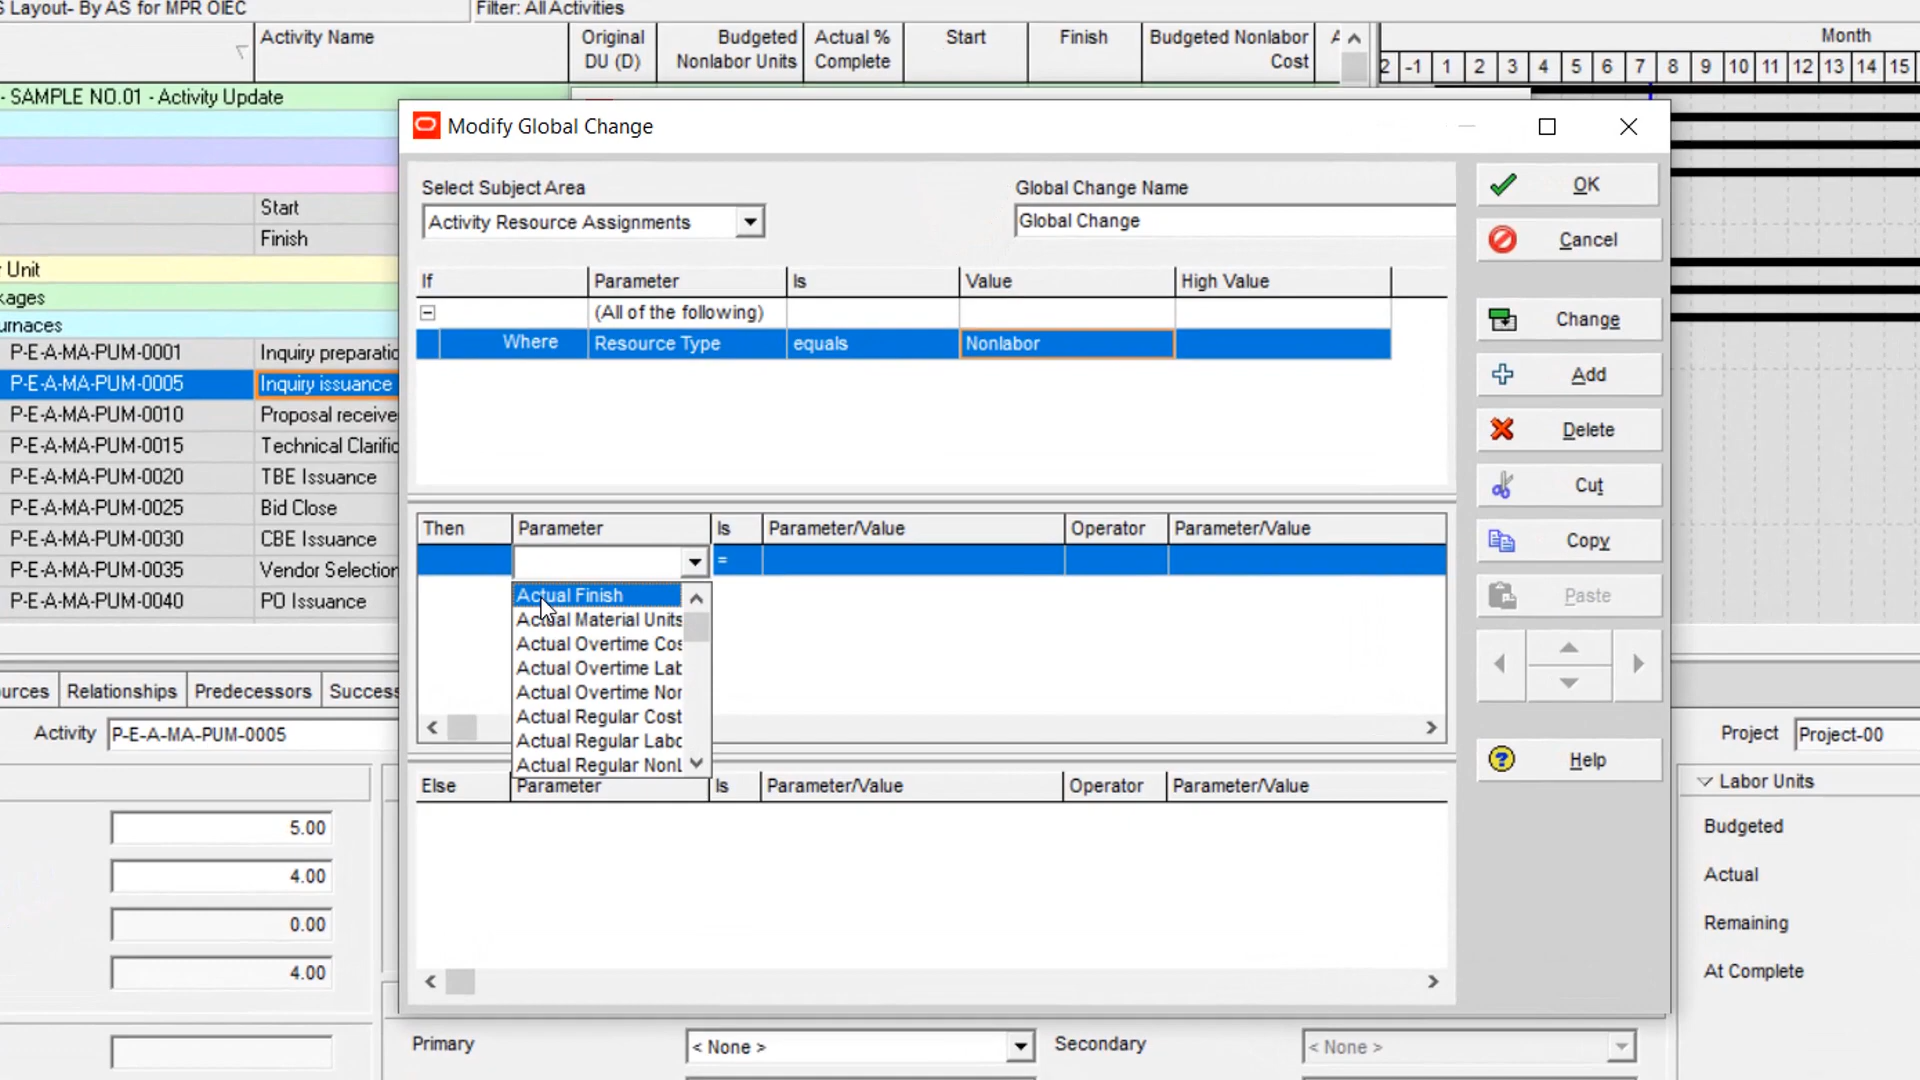 S Layout- By AS for MPR OIEC
Filter: All Activities
Activity Name
Original DU (D)
Budgeted Nonlabor Units
Actual % Complete
Start
Finish
Budgeted Nonlabor Cost
Month
2 -1 1 2 3 4 5 6 7 8 9 10 11 12 13 14 15
- SAMPLE NO.01 - Activity Update
Start
Finish
r Unit
kages
urnaces
P-E-A-MA-PUM-0001 Inquiry preparatio
P-E-A-MA-PUM-0005 Inquiry issuance
P-E-A-MA-PUM-0010 Proposal receive
P-E-A-MA-PUM-0015 Technical Clarific
P-E-A-MA-PUM-0020 TBE Issuance
P-E-A-MA-PUM-0025 Bid Close
P-E-A-MA-PUM-0030 CBE Issuance
P-E-A-MA-PUM-0035 Vendor Selection
P-E-A-MA-PUM-0040 PO Issuance
Modify Global Change
Select Subject Area
Global Change Name
Activity Resource Assignments
Global Change
If Parameter Is Value High Value
(All of the following)
Where Resource Type equals Nonlabor
Then Parameter Is Parameter/Value Operator Parameter/Value
=
Actual Finish
Actual Material Units
Actual Overtime Cos
Actual Overtime Lab
Actual Overtime Nor
Actual Regular Cost
Actual Regular Labo
Actual Regular NonL
Else Parameter Is Parameter/Value Operator Parameter/Value
OK
Cancel
Change
Add
Delete
Cut
Copy
Paste
Help
urces Relationships Predecessors Success
Activity P-E-A-MA-PUM-0005
Project Project-00
5.00
4.00
0.00
4.00
Labor Units
Budgeted
Actual
Remaining
At Complete
Primary < None > Secondary < None >